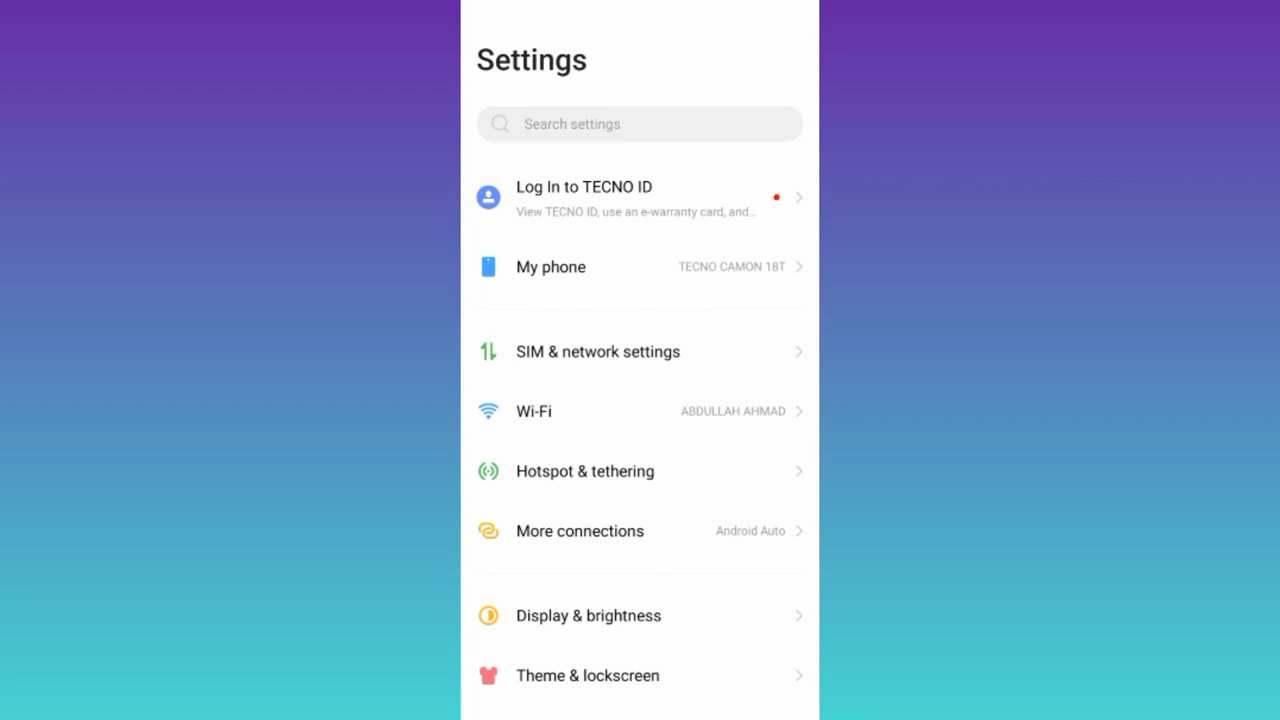 Settings
Search settings
Log In to TECNO ID
View TECNO ID, use an e-warranty card, and...
My phone TECNO CAMON 18T
SIM & network settings
Wi-Fi ABDULLAH AHMAD
Hotspot & tethering
More connections Android Auto
Display & brightness
Theme & lockscreen